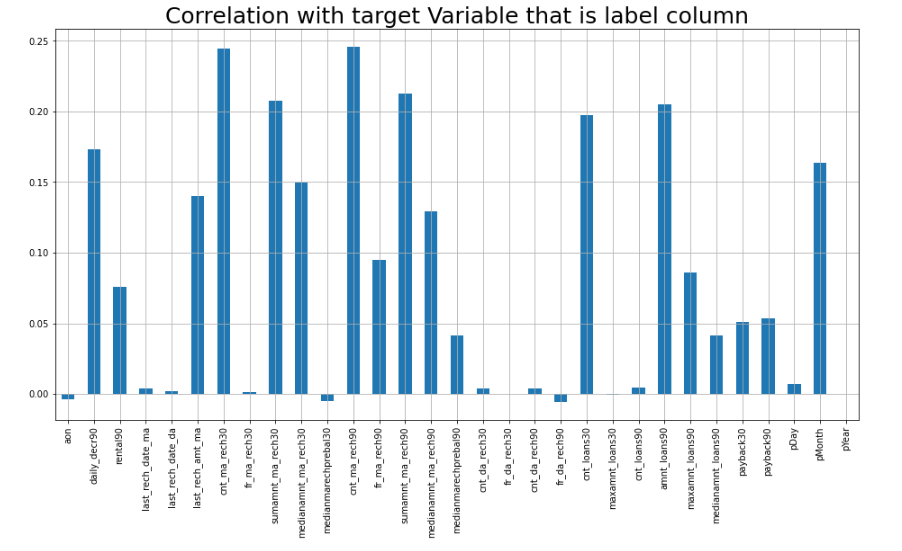 Correlation with target Variable that is label column
0.25
0.20
0.15
0.10
0.05
0.00
aon
daily_decr90
rental90
last_rech_date_ma
last_rech_date_da
last_rech_amt_ma
cnt_ma_rech30
fr_ma_rech30
sumamnt_ma_rech30
medianamnt_ma_rech30
medianmarechprebal30
cnt_ma_rech90
fr_ma_rech90
sumamnt_ma_rech90
medianamnt_ma_rech90
medianmarechprebal90
cnt_da_rech30
fr_da_rech30
cnt_da_rech90
fr_da_rech90
cnt_loans30
maxamnt_loans30
cnt_loans90
amnt_loans90
maxamnt_loans90
medianamnt_loans90
payback30
payback90
pDay
pMonth
pYear